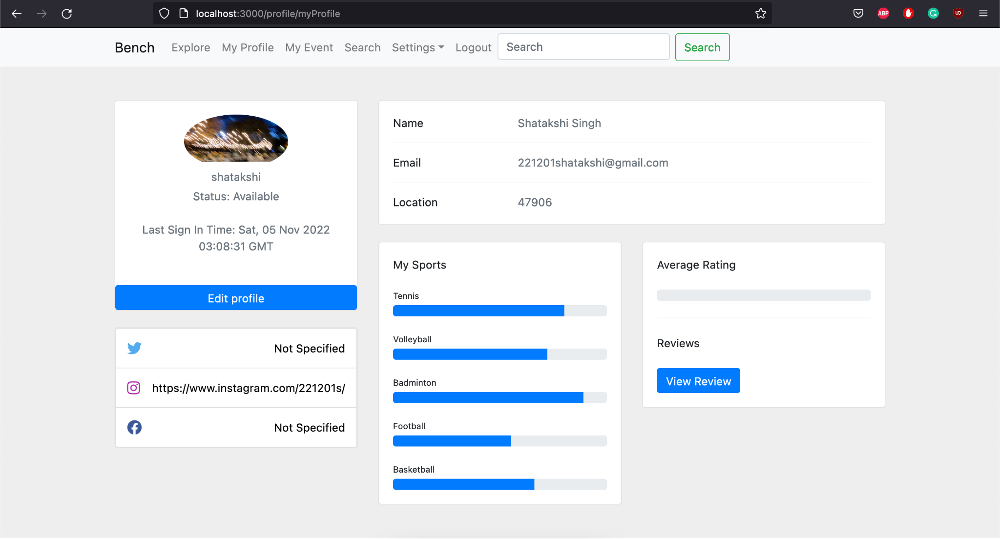 localhost:3000/profile/myProfile
ABP
Bench Explore My Profile My Event Search Settings Logout Search Search
shatakshi
Status: Available
Last Sign In Time: Sat, 05 Nov 2022
03:08:31 GMT
Edit profile
Not Specified
https://www.instagram.com/221201s/
Not Specified
Name Shatakshi Singh
Email 221201shatakshi@gmail.com
Location 47906
My Sports
Tennis
Volleyball
Badminton
Football
Basketball
Average Rating
Reviews
View Review